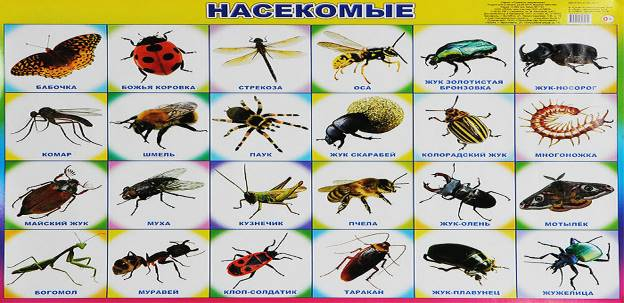 НАСЕКОМЫЕ
БАБОЧКА
БОЖЬЯ КОРОВКА
СТРЕКОЗА
ОСА
ЖУК ЗОЛОТИСТАЯ
БРОНЗОВКА
ЖУК-НОСОРОГ
КОМАР
ШМЕЛЬ
ПАУК
ЖУК СКАРАБЕЙ
КОЛОРАДСКИЙ ЖУК
МНОГОНОЖКА
МАЙСКИЙ ЖУК
МУХА
КУЗНЕЧИК
ПЧЕЛА
ЖУК-ОЛЕНЬ
МОТЫЛЕК
БОГОМОЛ
МУРАВЕЙ
КЛОП-СОЛДАТИК
ТАРАКАН
ЖУК-ПЛАВУНЕЦ
ЖУЖЕЛИЦА